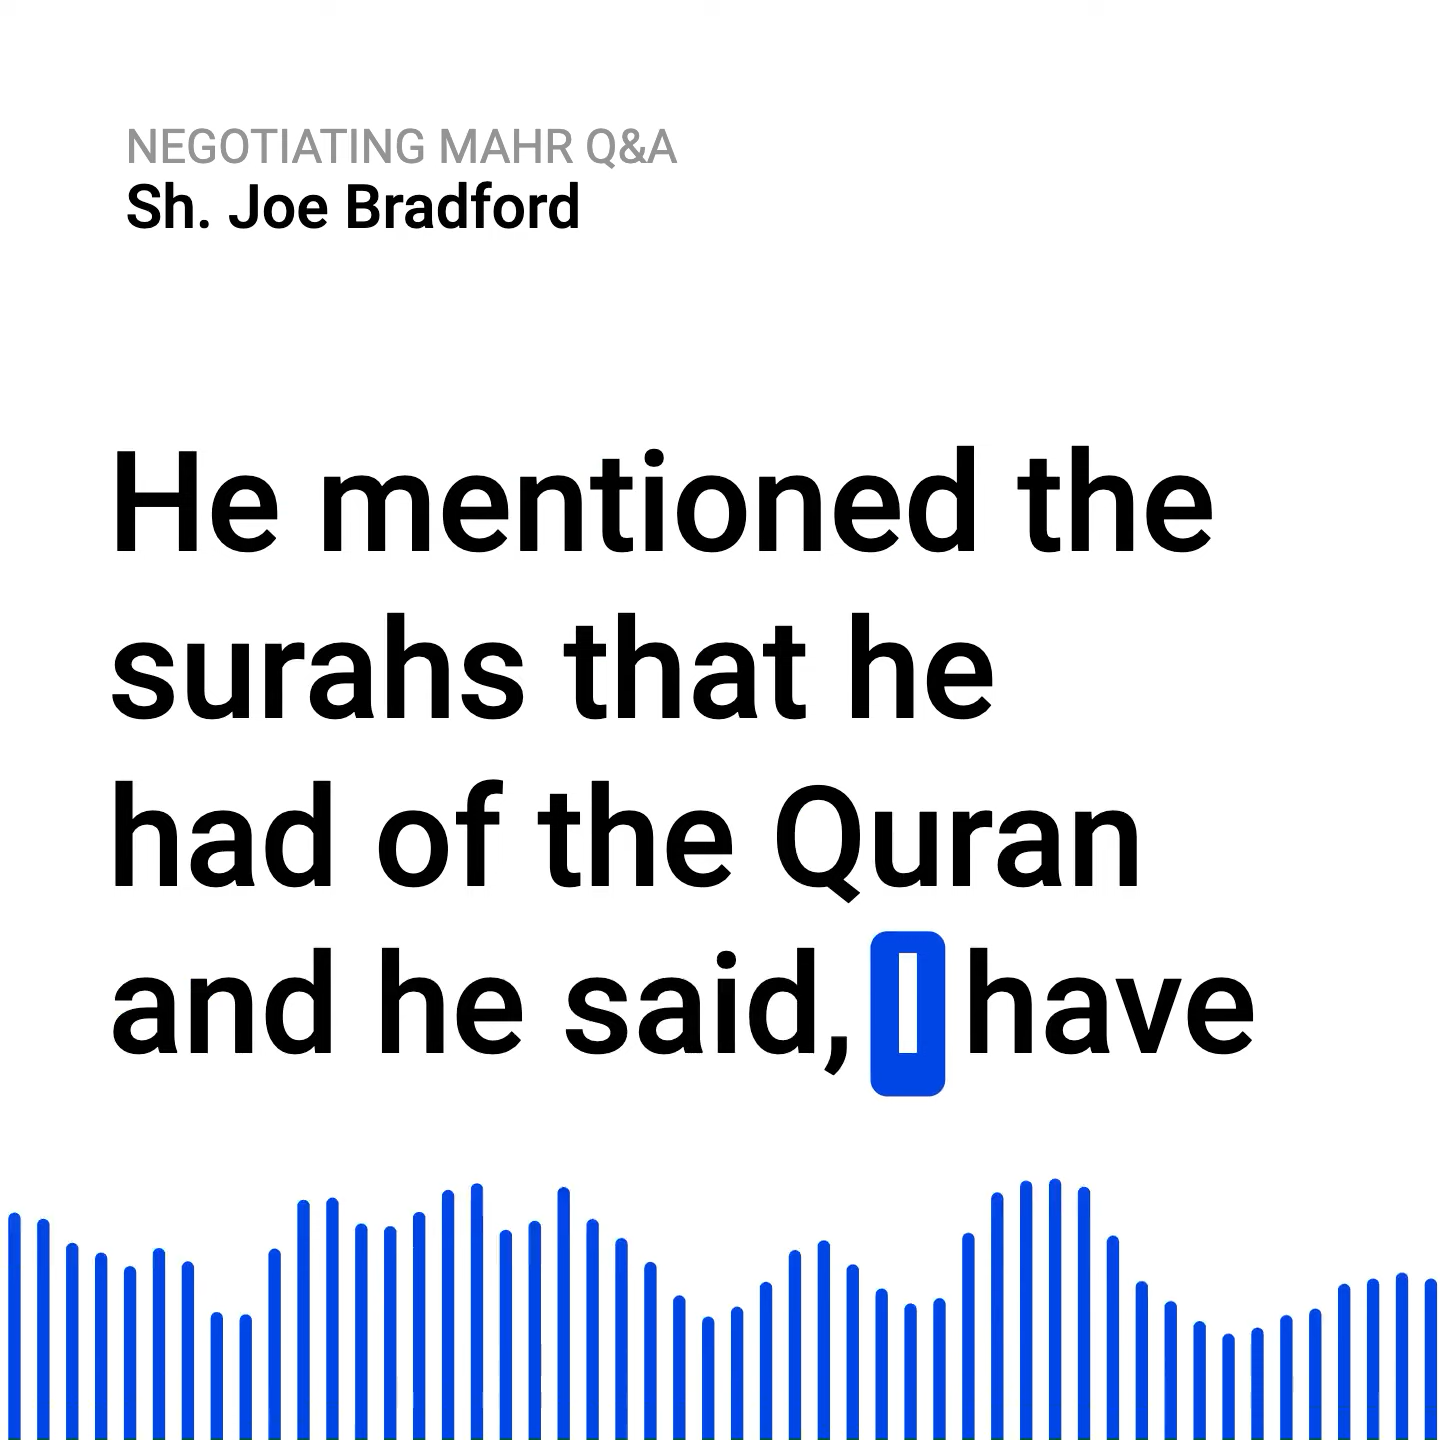 NEGOTIATING MAHR Q&A
Sh. Joe Bradford
He mentioned the
surahs that he
had of the Quran
and he said, I have